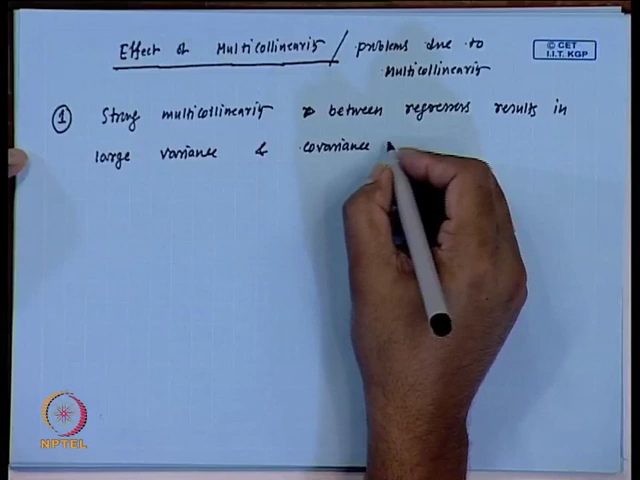 Effect of Multicollinearity / problems due to
Multicollinearity
© CET
I.I.T. KGP
1 Strong multicollinearity between regressors results in
large variance & covariance
NPTEL